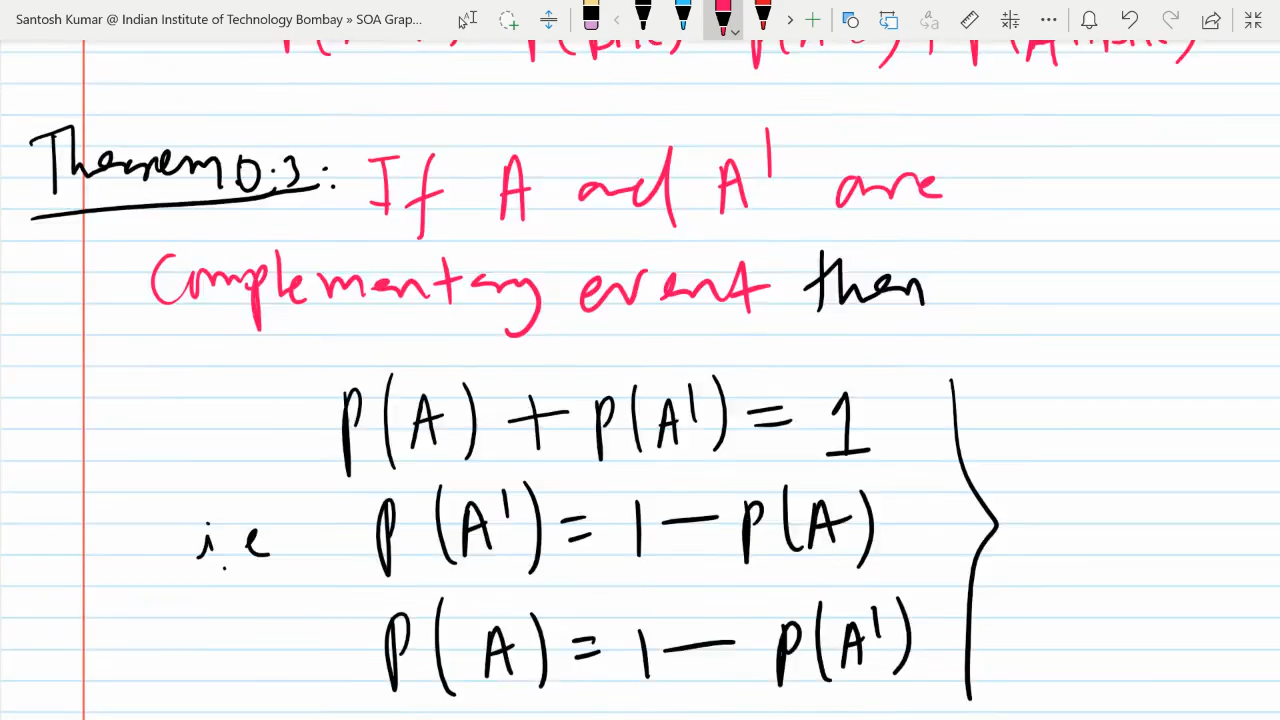 Santosh Kumar @ Indian Institute of Technology Bombay » SOA Grap...
Theorem 0.3: If A and A' are
Complementary event then
P(A) + P(A') = 1
i.e P(A') = 1 − P(A)
P(A) = 1 − P(A')